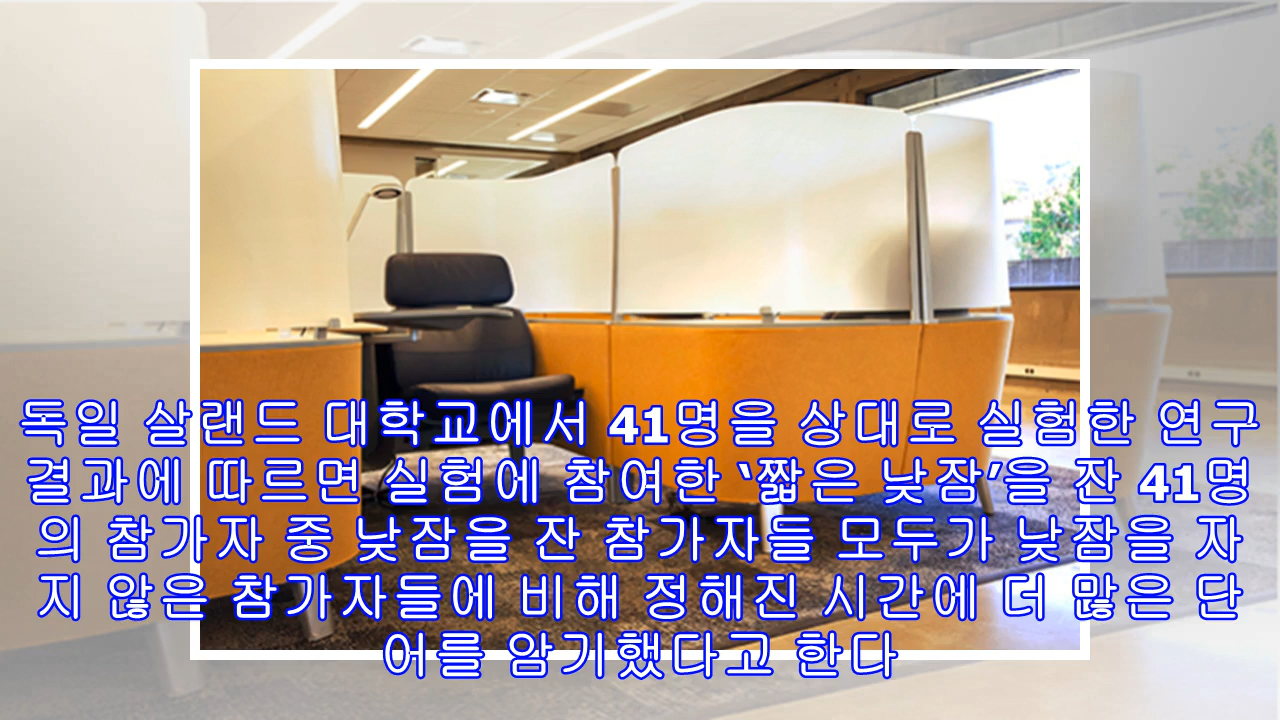 독일 살랜드 대학교에서 41명을 상대로 실험한 연구
결과에 따르면 실험에 참여한 ‘짧은 낮잠’을 잔 41명
의 참가자 중 낮잠을 잔 참가자들 모두가 낮잠을 자
지 않은 참가자들에 비해 정해진 시간에 더 많은 단
어를 암기했다고 한다